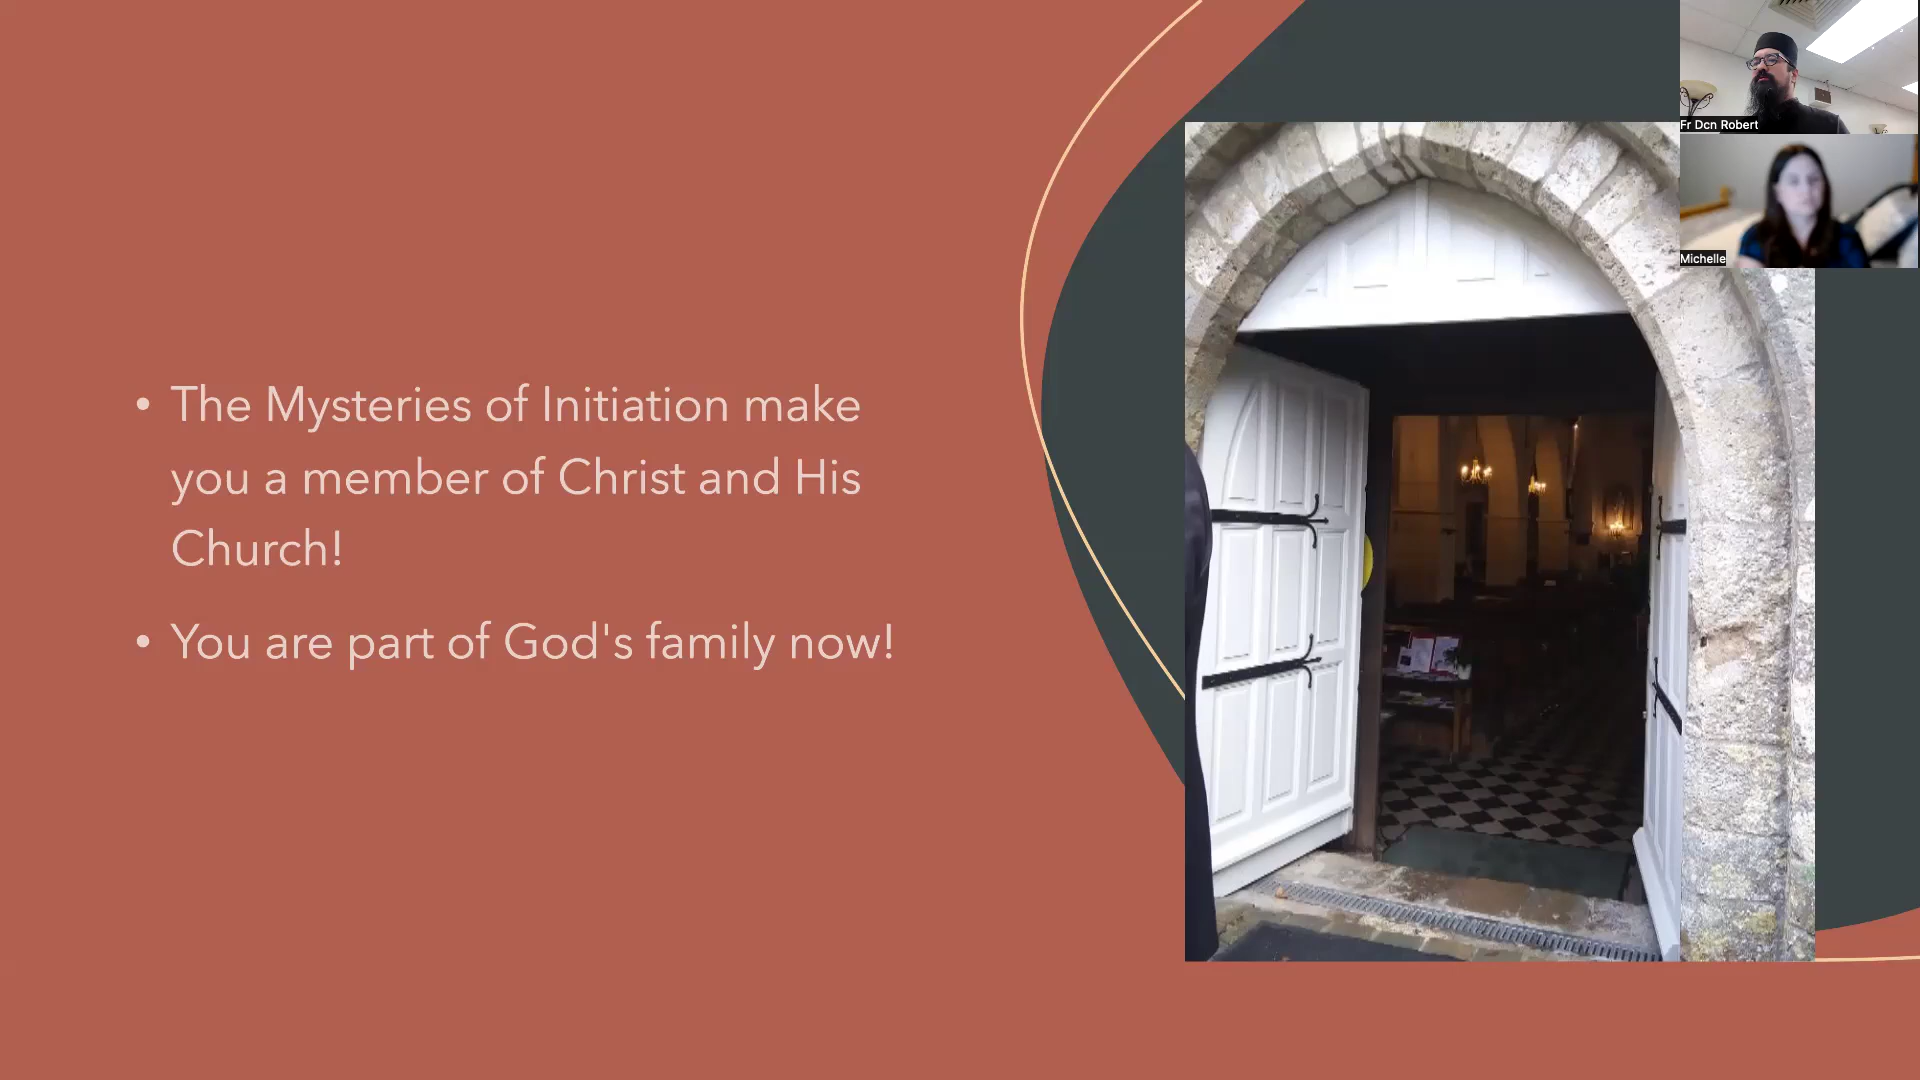 • The Mysteries of Initiation make
you a member of Christ and His
Church!
• You are part of God's family now!
Fr Dcn Robert
Michelle